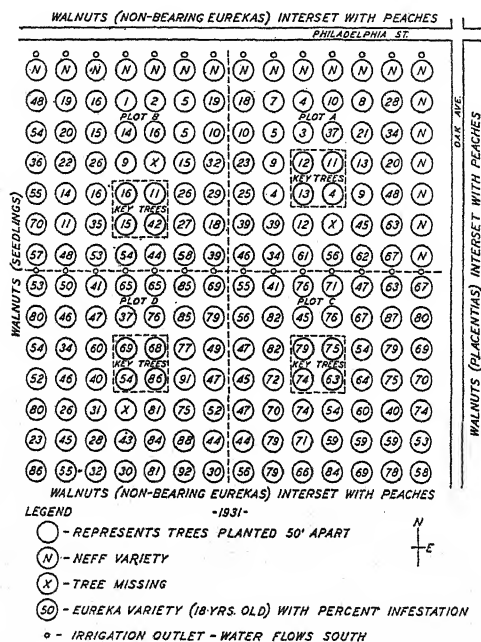 WALNUTS (NON-BEARING EUREKAS) INTERSET WITH PEACHES
PHILADELPHIA ST.
OAK AVE.
WALNUTS (SEEDLINGS)
WALNUTS (PLACENTIAS) INTERSET WITH PEACHES
N N N N N N N N N N N N N N
48 19 16 1 2 5 19 18 7 4 10 8 28 N
PLOT B PLOT A
54 20 15 14 16 5 10 10 5 3 37 21 34 N
36 22 26 9 X 15 32 23 9 12 11 13 20 N
KEY TREES
55 14 16 16 11 26 29 25 4 13 4 9 48 N
KEY TREES
70 11 35 15 42 27 18 39 39 12 X 45 63 N
57 48 53 54 44 58 39 46 34 61 56 62 67 N
53 50 41 65 65 85 69 55 41 76 71 47 63 67
PLOT D PLOT C
80 46 47 37 76 85 79 56 82 45 76 67 87 80
54 34 60 69 68 77 49 47 82 79 75 54 79 69
KEY TREES KEY TREES
52 46 40 54 86 91 47 45 72 74 63 64 75 70
80 26 31 X 81 75 52 47 70 74 54 60 40 74
23 45 28 43 84 88 44 44 79 71 59 59 59 53
86 55 32 30 81 92 30 56 79 66 84 69 78 58
WALNUTS (NON-BEARING EUREKAS) INTERSET WITH PEACHES
LEGEND -1931-
- REPRESENTS TREES PLANTED 50' APART
N - NEFF VARIETY
X - TREE MISSING
50 - EUREKA VARIETY (18-YRS. OLD) WITH PERCENT INFESTATION
- IRRIGATION OUTLET - WATER FLOWS SOUTH
N
E